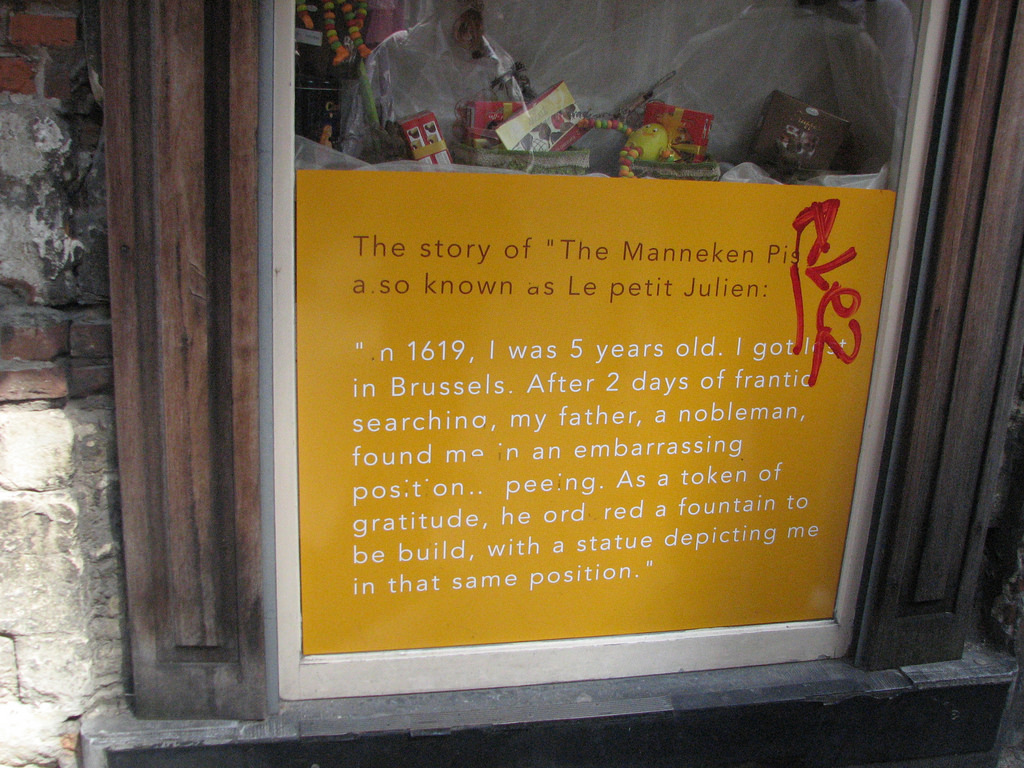 The story of "The Manneken Pis
a.so known as Le petit Julien:
" .n 1619, I was 5 years old. I got lost
in Brussels. After 2 days of frantic
searching, my father, a nobleman,
found me in an embarrassing
position.. peeing. As a token of
gratitude, he ord red a fountain to
be build, with a statue depicting me
in that same position."